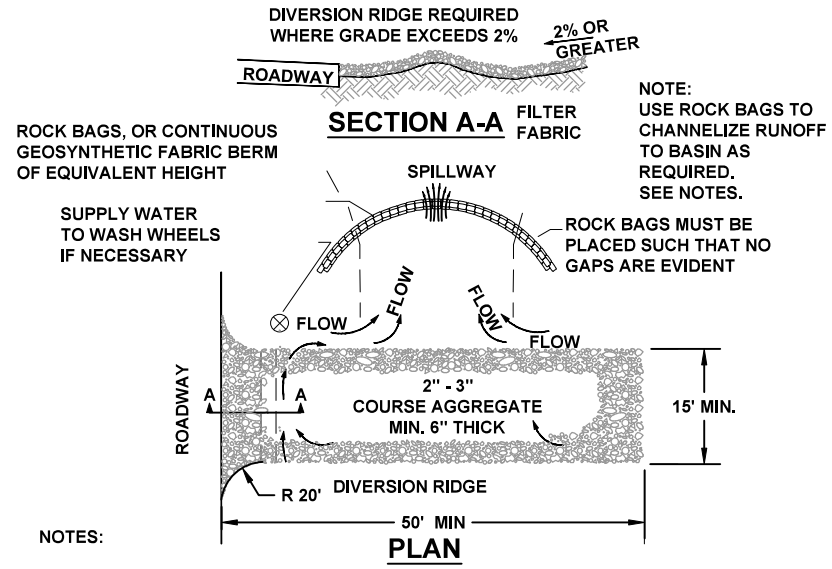 DIVERSION RIDGE REQUIRED
WHERE GRADE EXCEEDS 2%
2% OR
GREATER
ROADWAY
SECTION A-A
FILTER
FABRIC
NOTE:
USE ROCK BAGS TO
CHANNELIZE RUNOFF
TO BASIN AS
REQUIRED.
SEE NOTES.
ROCK BAGS, OR CONTINUOUS
GEOSYNTHETIC FABRIC BERM
OF EQUIVALENT HEIGHT
SPILLWAY
SUPPLY WATER
TO WASH WHEELS
IF NECESSARY
ROCK BAGS MUST BE
PLACED SUCH THAT NO
GAPS ARE EVIDENT
FLOW
FLOW
FLOW
FLOW
ROADWAY
A
A
2" - 3"
COURSE AGGREGATE
MIN. 6" THICK
15' MIN.
R 20'
DIVERSION RIDGE
50' MIN
PLAN
NOTES: